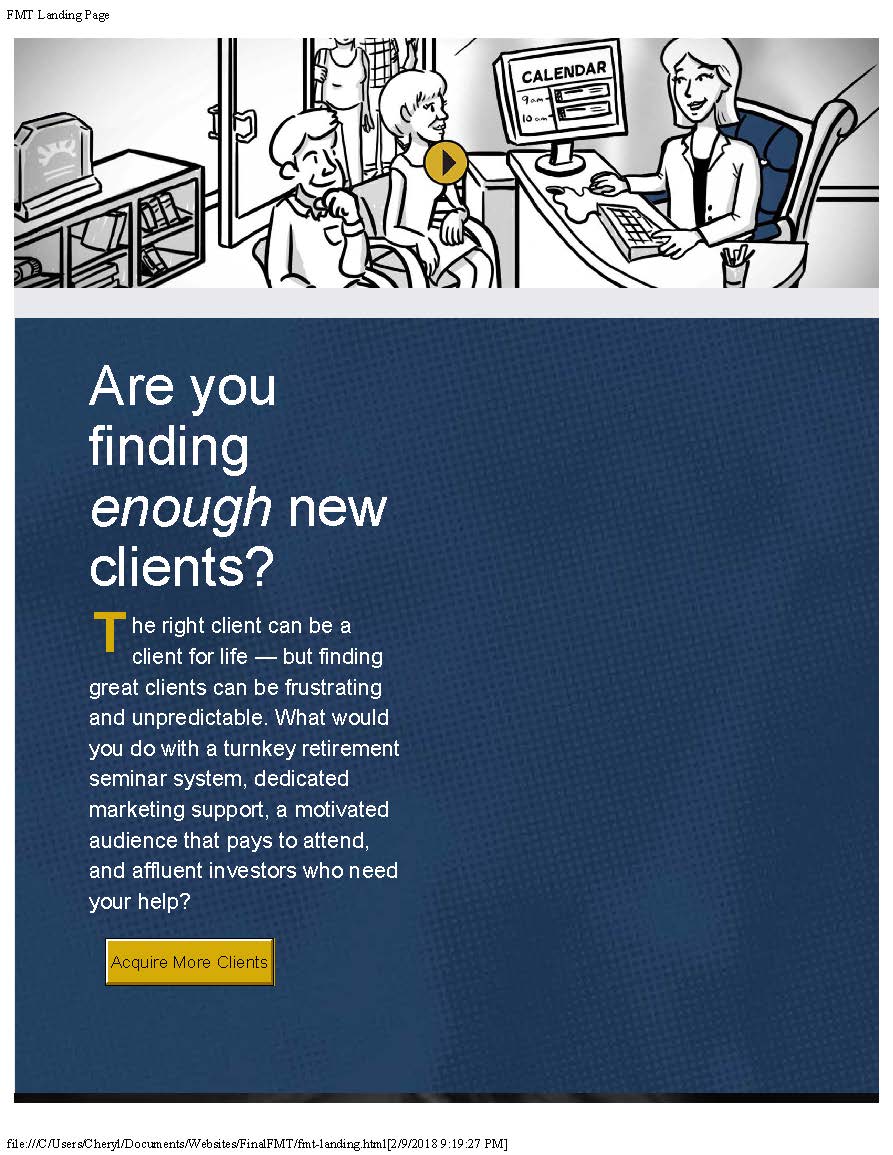 FMT Landing Page
CALENDAR
9 am
10 am
Are you
finding
enough new
clients?
The right client can be a
client for life — but finding
great clients can be frustrating
and unpredictable. What would
you do with a turnkey retirement
seminar system, dedicated
marketing support, a motivated
audience that pays to attend,
and affluent investors who need
your help?
Acquire More Clients
file:///C/Users/Cheryl/Documents/Websites/FinalFMT/fmt-landing.html[2/9/2018 9:19:27 PM]